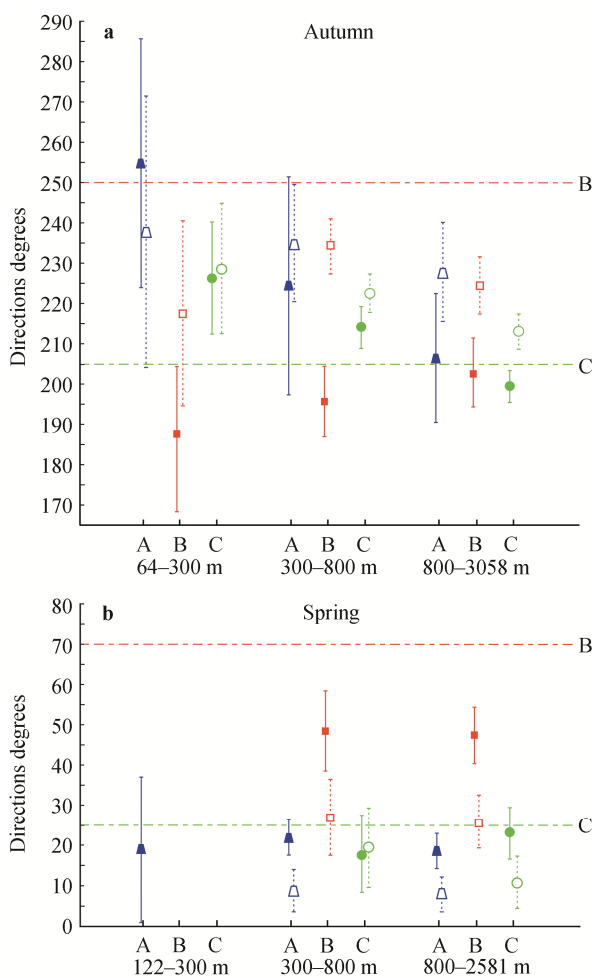 a Autumn
Directions degrees
290
280
270
260
250
240
230
220
210
200
190
180
170
B
C
A B C A B C A B C
64–300 m 300–800 m 800–3058 m
b Spring
Directions degrees
80
70
60
50
40
30
20
10
0
B
C
A B C A B C A B C
122–300 m 300–800 m 800–2581 m